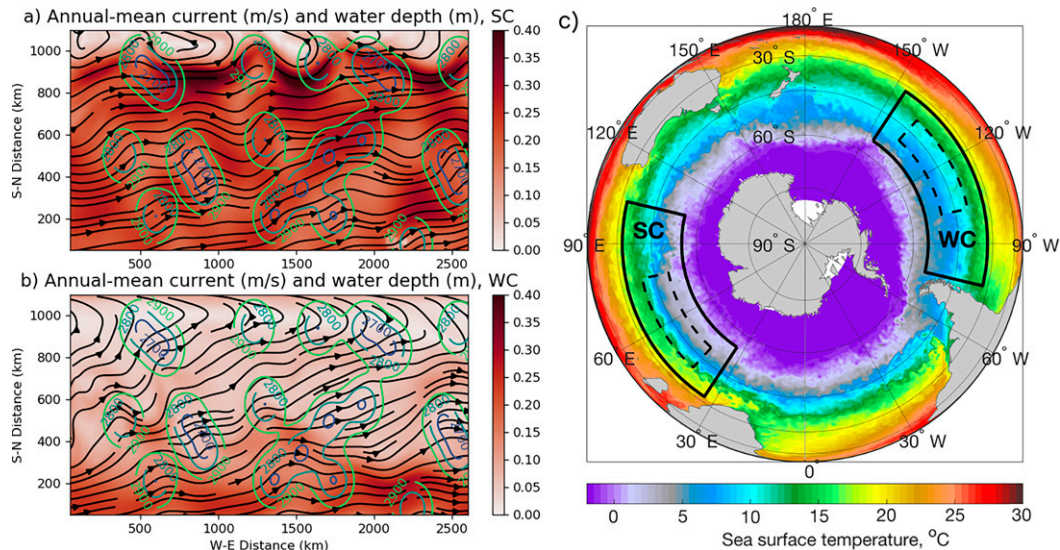 a) Annual-mean current (m/s) and water depth (m), SC
S-N Distance (km)
1000
800
600
400
200
500
1000
1500
2000
2500
0.40
0.35
0.30
0.25
0.20
0.15
0.10
0.05
0.00
b) Annual-mean current (m/s) and water depth (m), WC
S-N Distance (km)
1000
800
600
400
200
500
1000
1500
2000
2500
W-E Distance (km)
0.40
0.35
0.30
0.25
0.20
0.15
0.10
0.05
0.00
2900
2800
2700
c)
180° E
150° E
150° W
30° S
120° E
120° W
60° S
SC
WC
90° E
90° S
90° W
60° E
60° W
30° E
30° W
0°
0
5
10
15
20
25
30
Sea surface temperature, °C